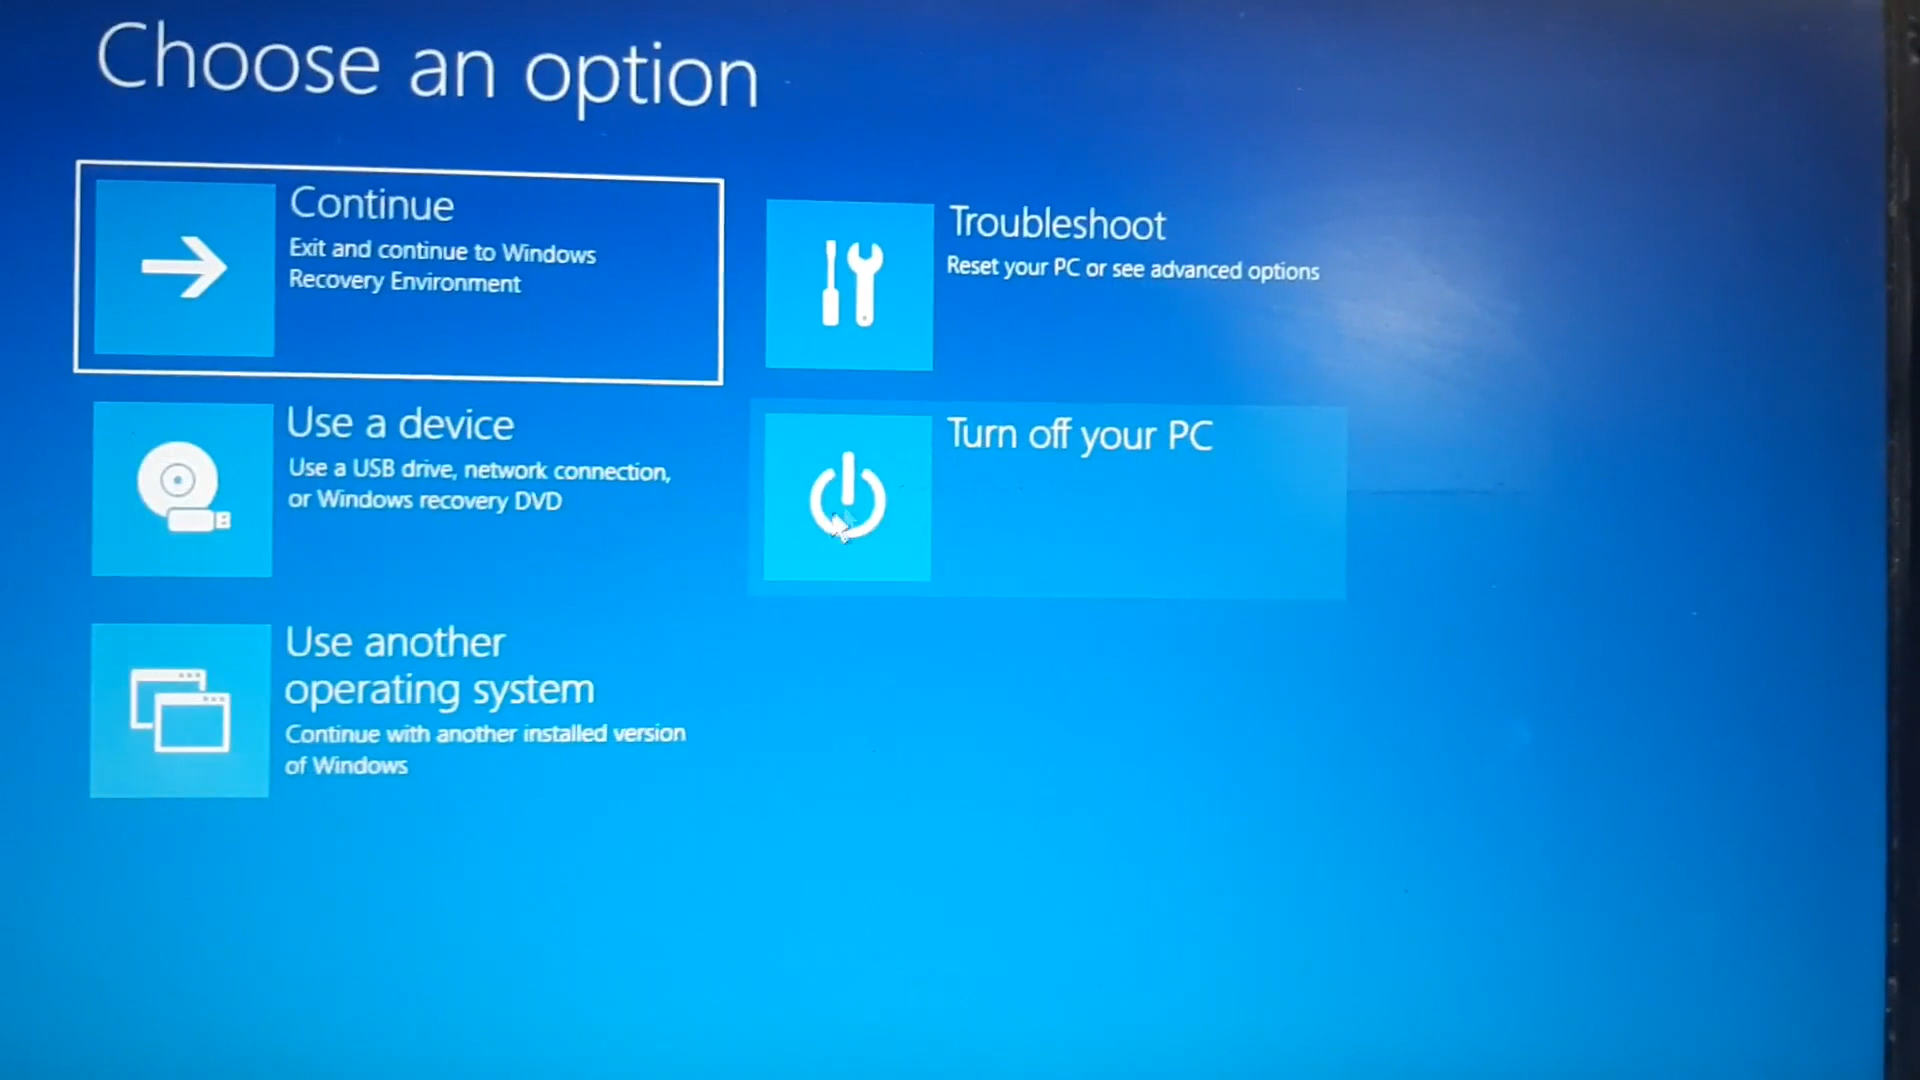 Choose an option
Continue
Exit and continue to Windows
Recovery Environment
Troubleshoot
Reset your PC or see advanced options
Use a device
Use a USB drive, network connection,
or Windows recovery DVD
Turn off your PC
Use another
operating system
Continue with another installed version
of Windows